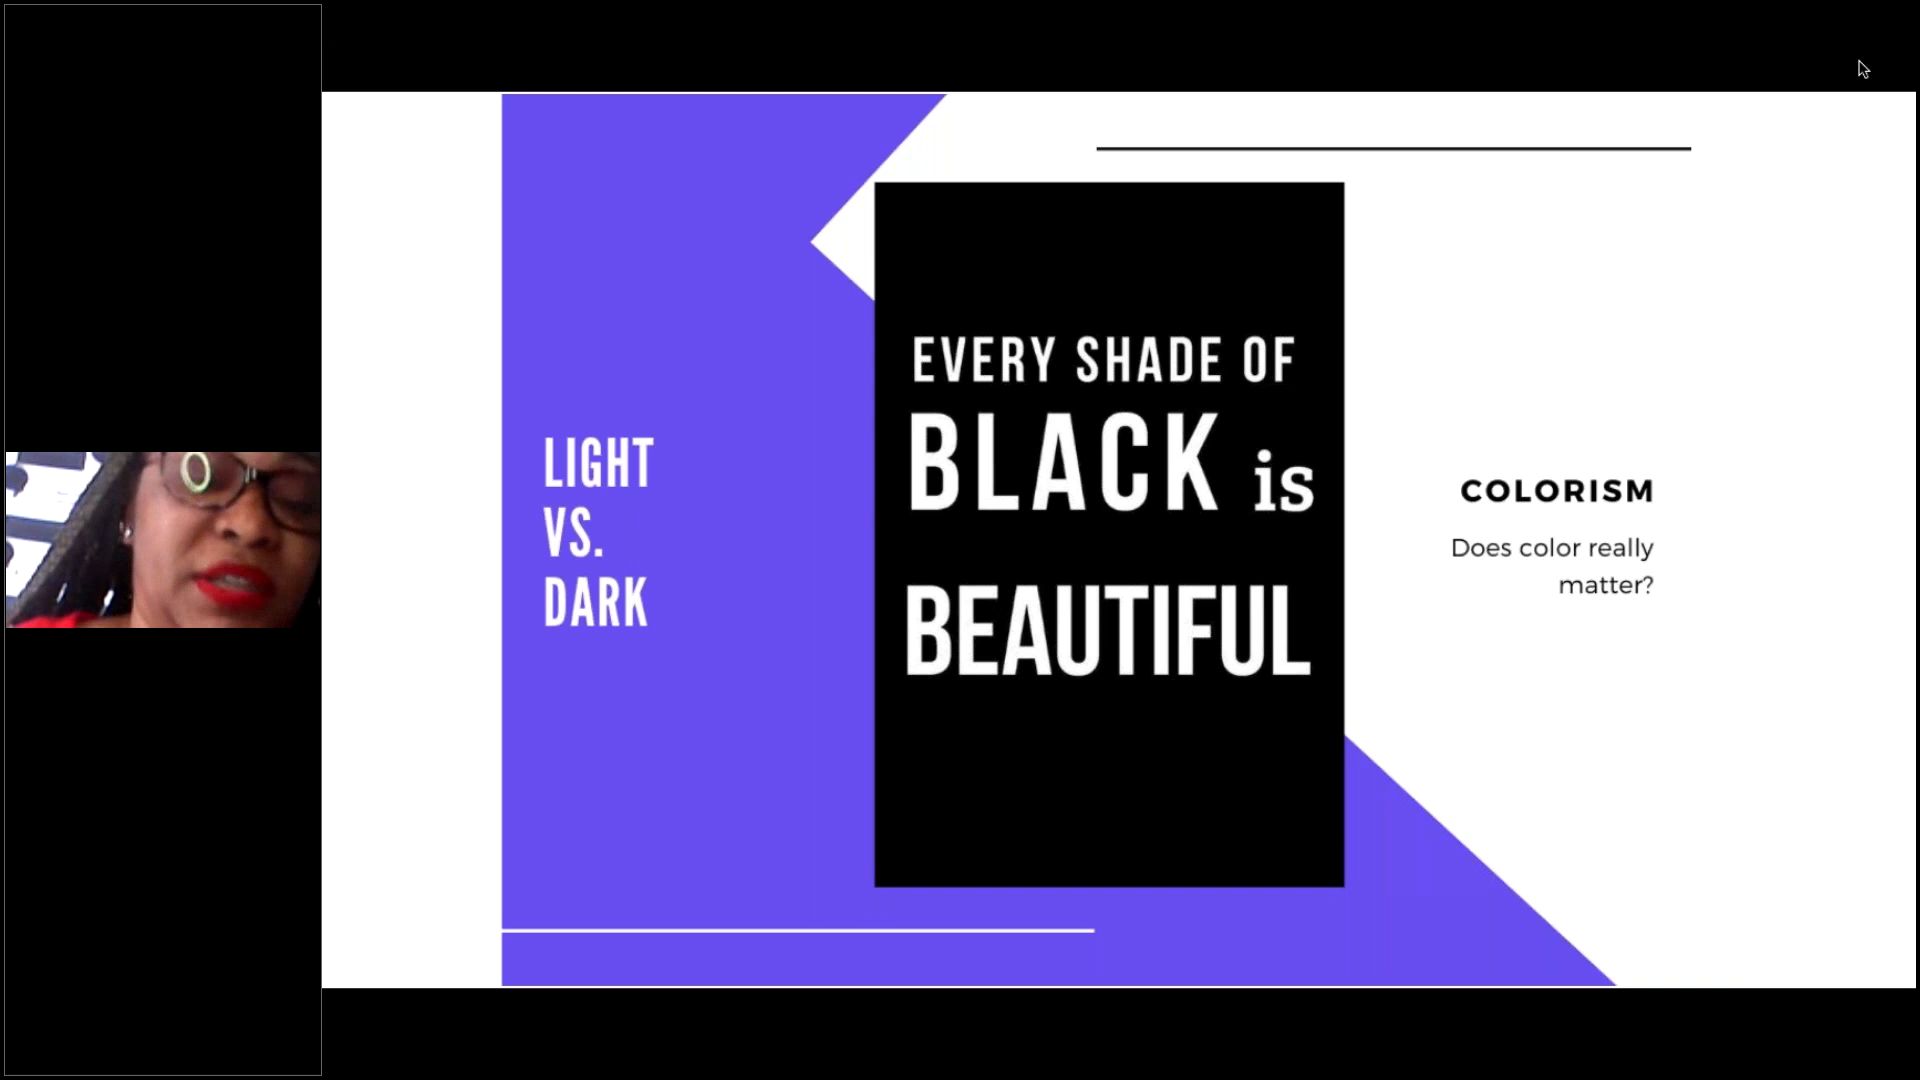 LIGHT
VS.
DARK
EVERY SHADE OF
BLACK is
BEAUTIFUL
COLORISM
Does color really
matter?